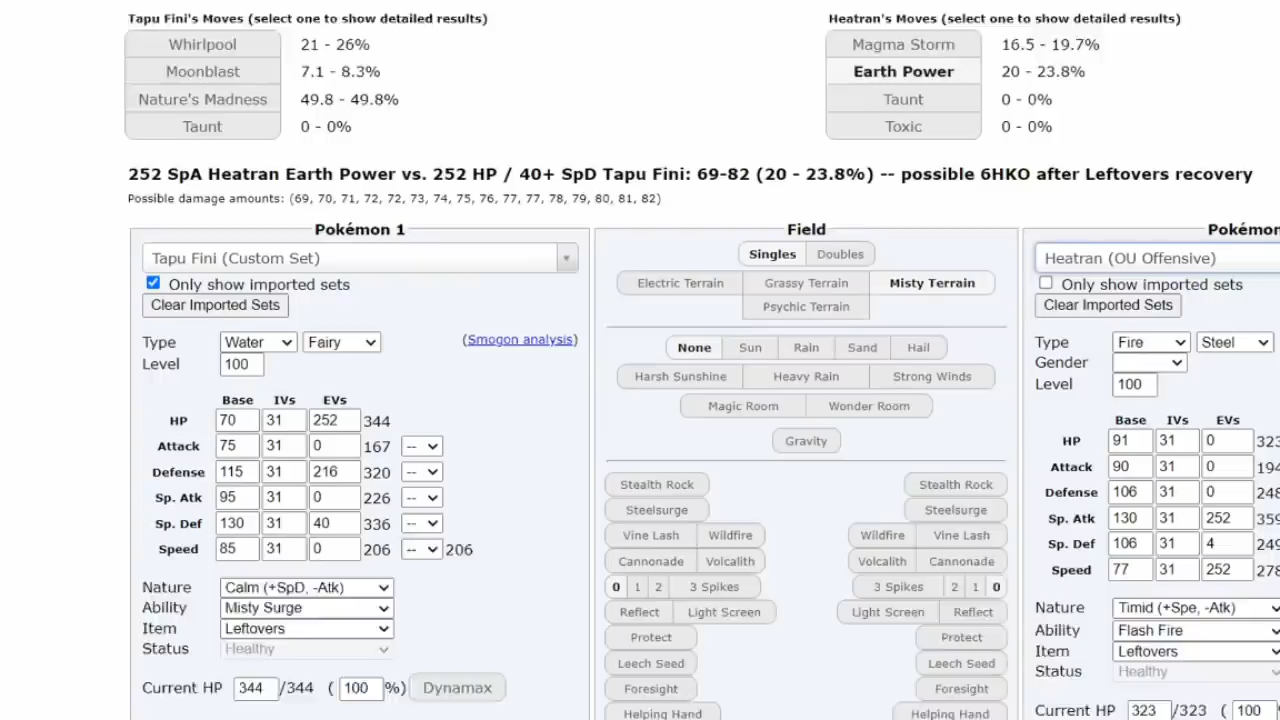 Tapu Fini's Moves (select one to show detailed results)
Heatran's Moves (select one to show detailed results)
Whirlpool 21 - 26%
Moonblast 7.1 - 8.3%
Nature's Madness 49.8 - 49.8%
Taunt 0 - 0%
Magma Storm 16.5 - 19.7%
Earth Power 20 - 23.8%
Taunt 0 - 0%
Toxic 0 - 0%
252 SpA Heatran Earth Power vs. 252 HP / 40+ SpD Tapu Fini: 69-82 (20 - 23.8%) -- possible 6HKO after Leftovers recovery
Possible damage amounts: (69, 70, 71, 72, 72, 73, 74, 75, 76, 77, 77, 78, 79, 80, 81, 82)
Pokémon 1
Tapu Fini (Custom Set)
Only show imported sets
Clear Imported Sets
Type Water Fairy (Smogon analysis)
Level 100
Base IVs EVs
HP 70 31 252 344
Attack 75 31 0 167 --
Defense 115 31 216 320 --
Sp. Atk 95 31 0 226 --
Sp. Def 130 31 40 336 --
Speed 85 31 0 206 -- 206
Nature Calm (+SpD, -Atk)
Ability Misty Surge
Item Leftovers
Status Healthy
Current HP 344 /344 ( 100 %) Dynamax
Field
Singles Doubles
Electric Terrain Grassy Terrain Misty Terrain
Psychic Terrain
None Sun Rain Sand Hail
Harsh Sunshine Heavy Rain Strong Winds
Magic Room Wonder Room
Gravity
Stealth Rock Stealth Rock
Steelsurge Steelsurge
Vine Lash Wildfire Wildfire Vine Lash
Cannonade Volcalith Volcalith Cannonade
0 1 2 3 Spikes 3 Spikes 2 1 0
Reflect Light Screen Light Screen Reflect
Protect Protect
Leech Seed Leech Seed
Foresight Foresight
Helping Hand Helping Hand
Pokémon
Heatran (OU Offensive)
Only show imported sets
Clear Imported Sets
Type Fire Steel
Gender
Level 100
Base IVs EVs
HP 91 31 0 323
Attack 90 31 0 194
Defense 106 31 0 248
Sp. Atk 130 31 252 359
Sp. Def 106 31 4 249
Speed 77 31 252 278
Nature Timid (+Spe, -Atk)
Ability Flash Fire
Item Leftovers
Status Healthy
Current HP 323 /323 ( 100